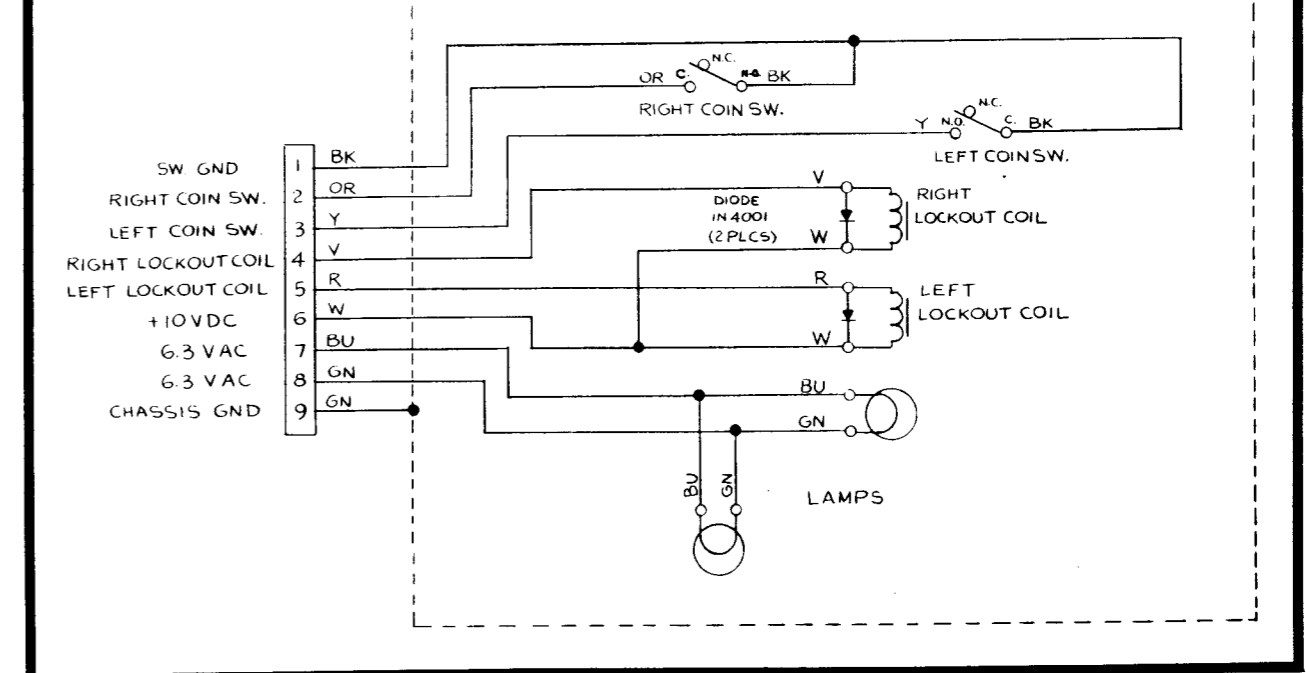 N.C.
OR C. N.O. BK
RIGHT COIN SW.
N.C.
Y N.O. C. BK
LEFT COIN SW.
SW. GND 1 BK
RIGHT COIN SW. 2 OR
LEFT COIN SW. 3 Y
RIGHT LOCKOUT COIL 4 V
LEFT LOCKOUT COIL 5 R
+10VDC 6 W
6.3 VAC 7 BU
6.3 VAC 8 GN
CHASSIS GND 9 GN
V
DIODE
IN 4001
(2 PLCS)
W
RIGHT
LOCKOUT COIL
R
W
LEFT
LOCKOUT COIL
BU
GN
BU
GN
LAMPS